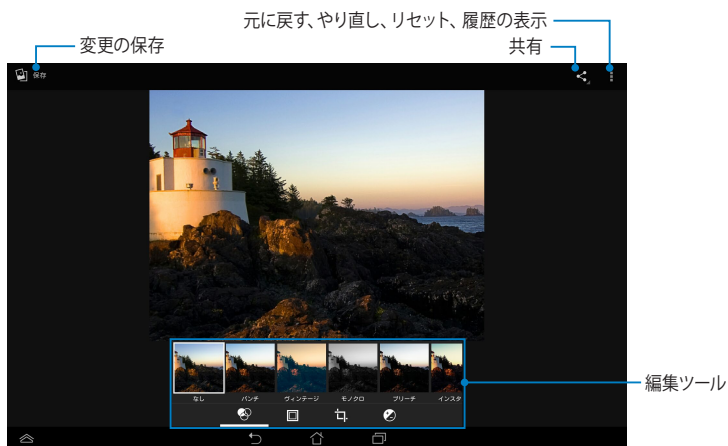 元に戻す、やり直し、リセット、履歴の表示
変更の保存
共有
保存
なし
パンチ
ヴィンテージ
モノクロ
ブリーチ
インスタ
編集ツール